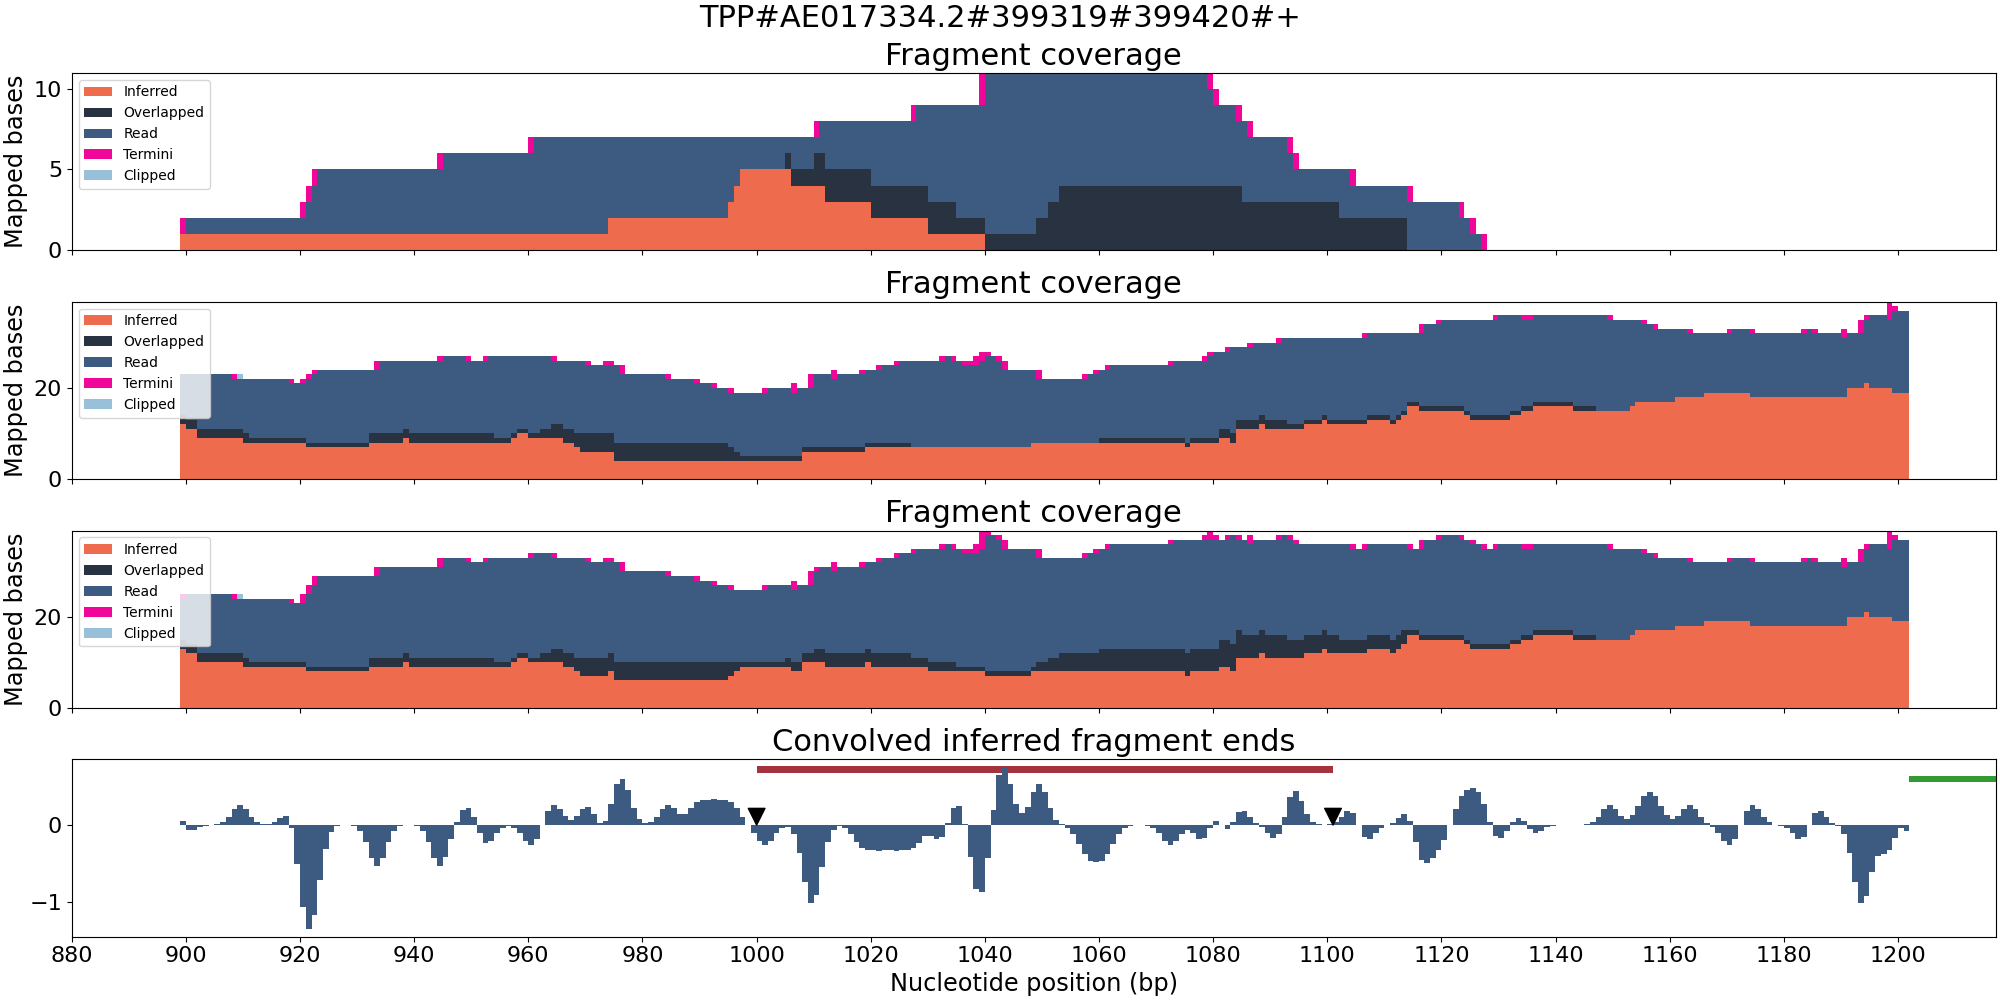 TPP#AE017334.2#399319#399420#+
Fragment coverage
Mapped bases
10
5
0
Inferred
Overlapped
Read
Termini
Clipped
Fragment coverage
Mapped bases
20
0
Inferred
Overlapped
Read
Termini
Clipped
Fragment coverage
Mapped bases
20
0
Inferred
Overlapped
Read
Termini
Clipped
Convolved inferred fragment ends
0
−1
880 900 920 940 960 980 1000 1020 1040 1060 1080 1100 1120 1140 1160 1180 1200
Nucleotide position (bp)